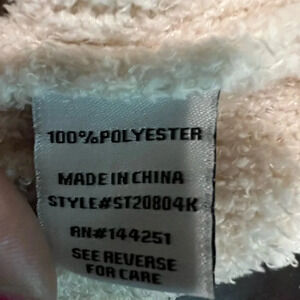 100%POLYESTER
MADE IN CHINA
STYLE#ST20804K
RN#144251
SEE REVERSE
FOR CARE